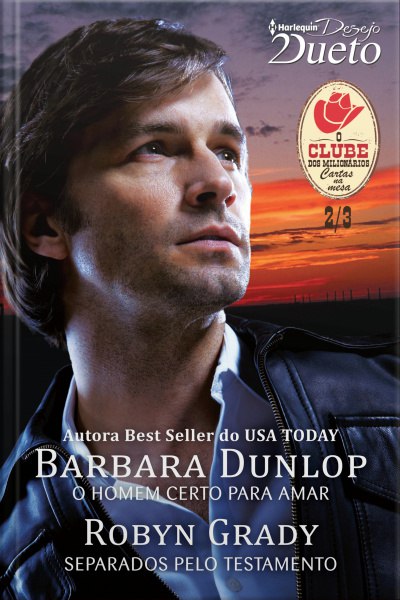 Harlequin Desejo
Dueto
O
CLUBE
DOS MILIONÁRIOS
Cartas
na
mesa
2/3
Autora Best Seller do USA TODAY
BARBARA DUNLOP
O HOMEM CERTO PARA AMAR
ROBYN GRADY
SEPARADOS PELO TESTAMENTO